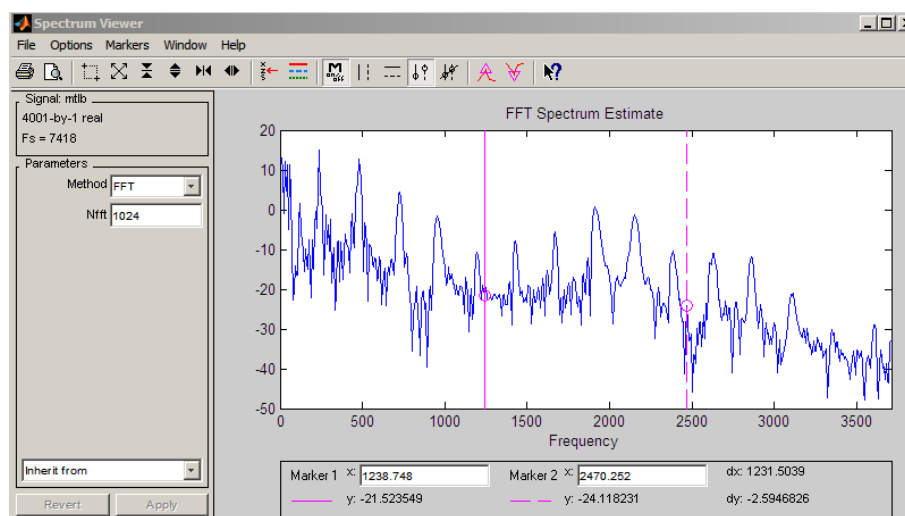 Spectrum Viewer
File Options Markers Window Help
M
on/off
Signal: mtlb
4001-by-1 real
Fs = 7418
Parameters
Method FFT
Nfft 1024
Inherit from
Revert Apply
FFT Spectrum Estimate
20
10
0
-10
-20
-30
-40
-50
0 500 1000 1500 2000 2500 3000 3500
Frequency
Marker 1 x: 1238.748 Marker 2 x: 2470.252 dx: 1231.5039
y: -21.523549 y: -24.118231 dy: -2.5946826